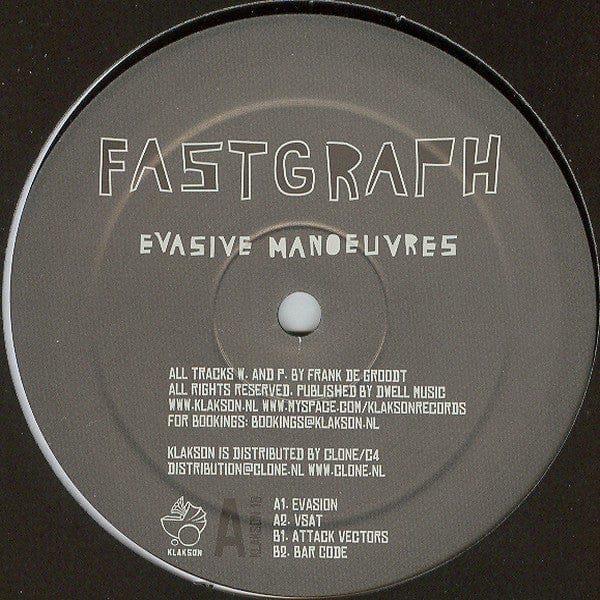 FASTGRAPH
EVASIVE MANOEUVRES
ALL TRACKS W. AND P. BY FRANK DE GROODT
ALL RIGHTS RESERVED. PUBLISHED BY DWELL MUSIC
WWW.KLAKSON.NL WWW.MYSPACE.COM/KLAKSONRECORDS
FOR BOOKINGS: BOOKINGS@KLAKSON.NL
KLAKSON IS DISTRIBUTED BY CLONE/C4
DISTRIBUTION@CLONE.NL WWW.CLONE.NL
KLAKSON
A
A1. EVASION
A2. VSAT
B1. ATTACK VECTORS
B2. BAR CODE